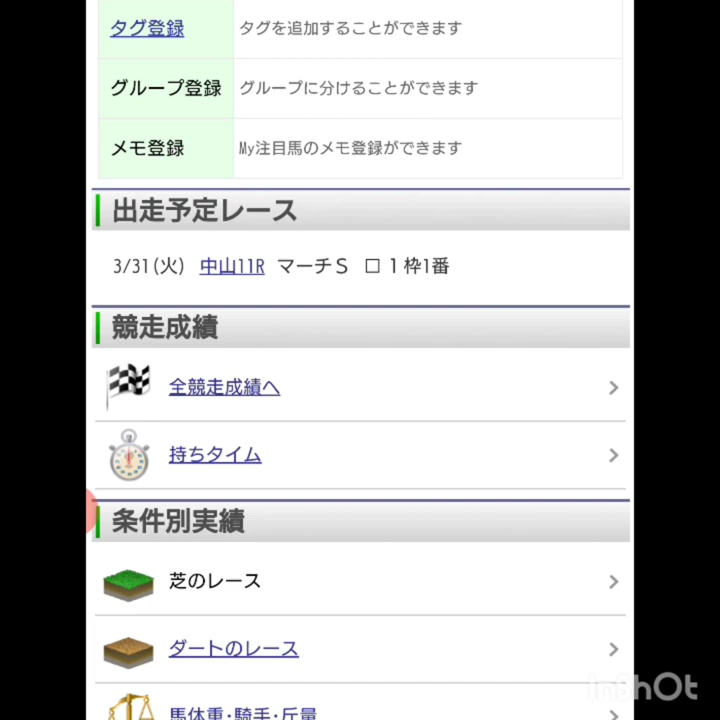 タグ登録 タグを追加することができます
グループ登録 グループに分けることができます
メモ登録 My注目馬のメモ登録ができます
出走予定レース
3/31(火) 中山11R マーチS □ 1枠1番
競走成績
全競走成績へ
持ちタイム
条件別実績
芝のレース
ダートのレース
馬体重・騎手・斤量
InShOt